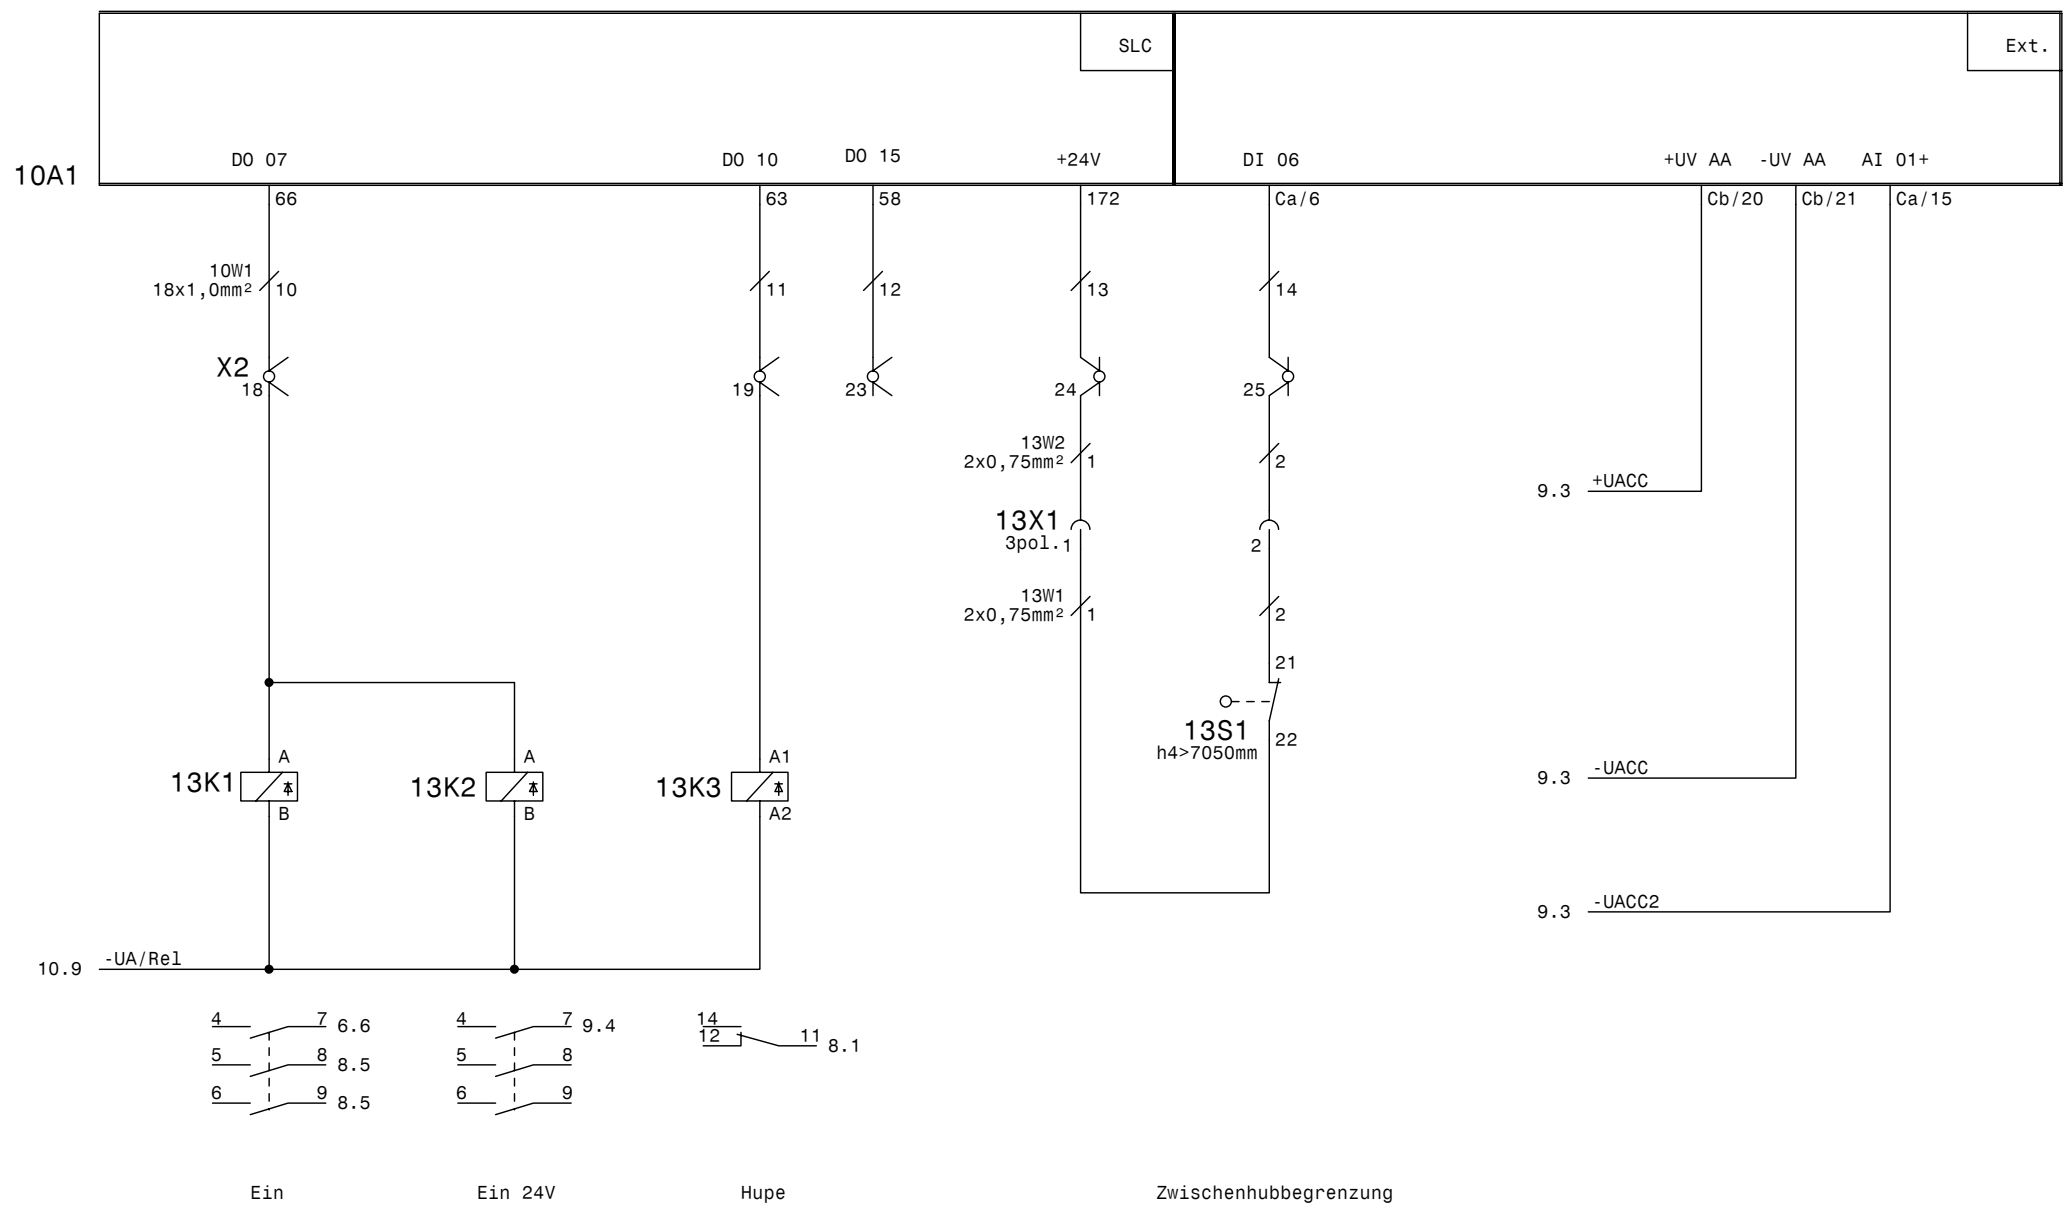 SLC
Ext.
DO 07
DO 10
DO 15
+24V
DI 06
+UV AA
-UV AA
AI 01+
10A1
66
63
58
172
Ca/6
Cb/20
Cb/21
Ca/15
10W1
18x1,0mm²
10
11
12
13
14
X2
18
19
23
24
25
13W2
2x0,75mm²
1
2
9.3
+UACC
13X1
3pol.
1
2
13W1
2x0,75mm²
1
2
21
13S1
h4>7050mm
22
A
A
A1
13K1
13K2
13K3
B
B
A2
9.3
-UACC
9.3
-UACC2
10.9
-UA/Rel
4
7
6.6
4
7
9.4
14
12
11
8.1
5
8
8.5
5
8
6
9
8.5
6
9
Ein
Ein 24V
Hupe
Zwischenhubbegrenzung